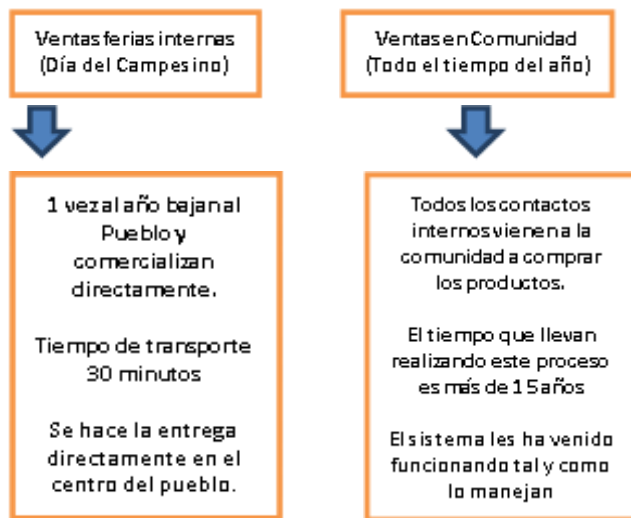 Ventas ferias internas
(Día del Campesino)
1 vez al año bajan al
Pueblo y
comercializan
directamente.
Tiempo de transporte
30 minutos
Se hace la entrega
directamente en el
centro del pueblo.
Ventas en Comunidad
(Todo el tiempo del año)
Todos los contactos
internos vienen a la
comunidad a comprar
los productos.
El tiempo que llevan
realizando este proceso
es más de 15 años
El sistema les ha venido
funcionando tal y como
lo manejan